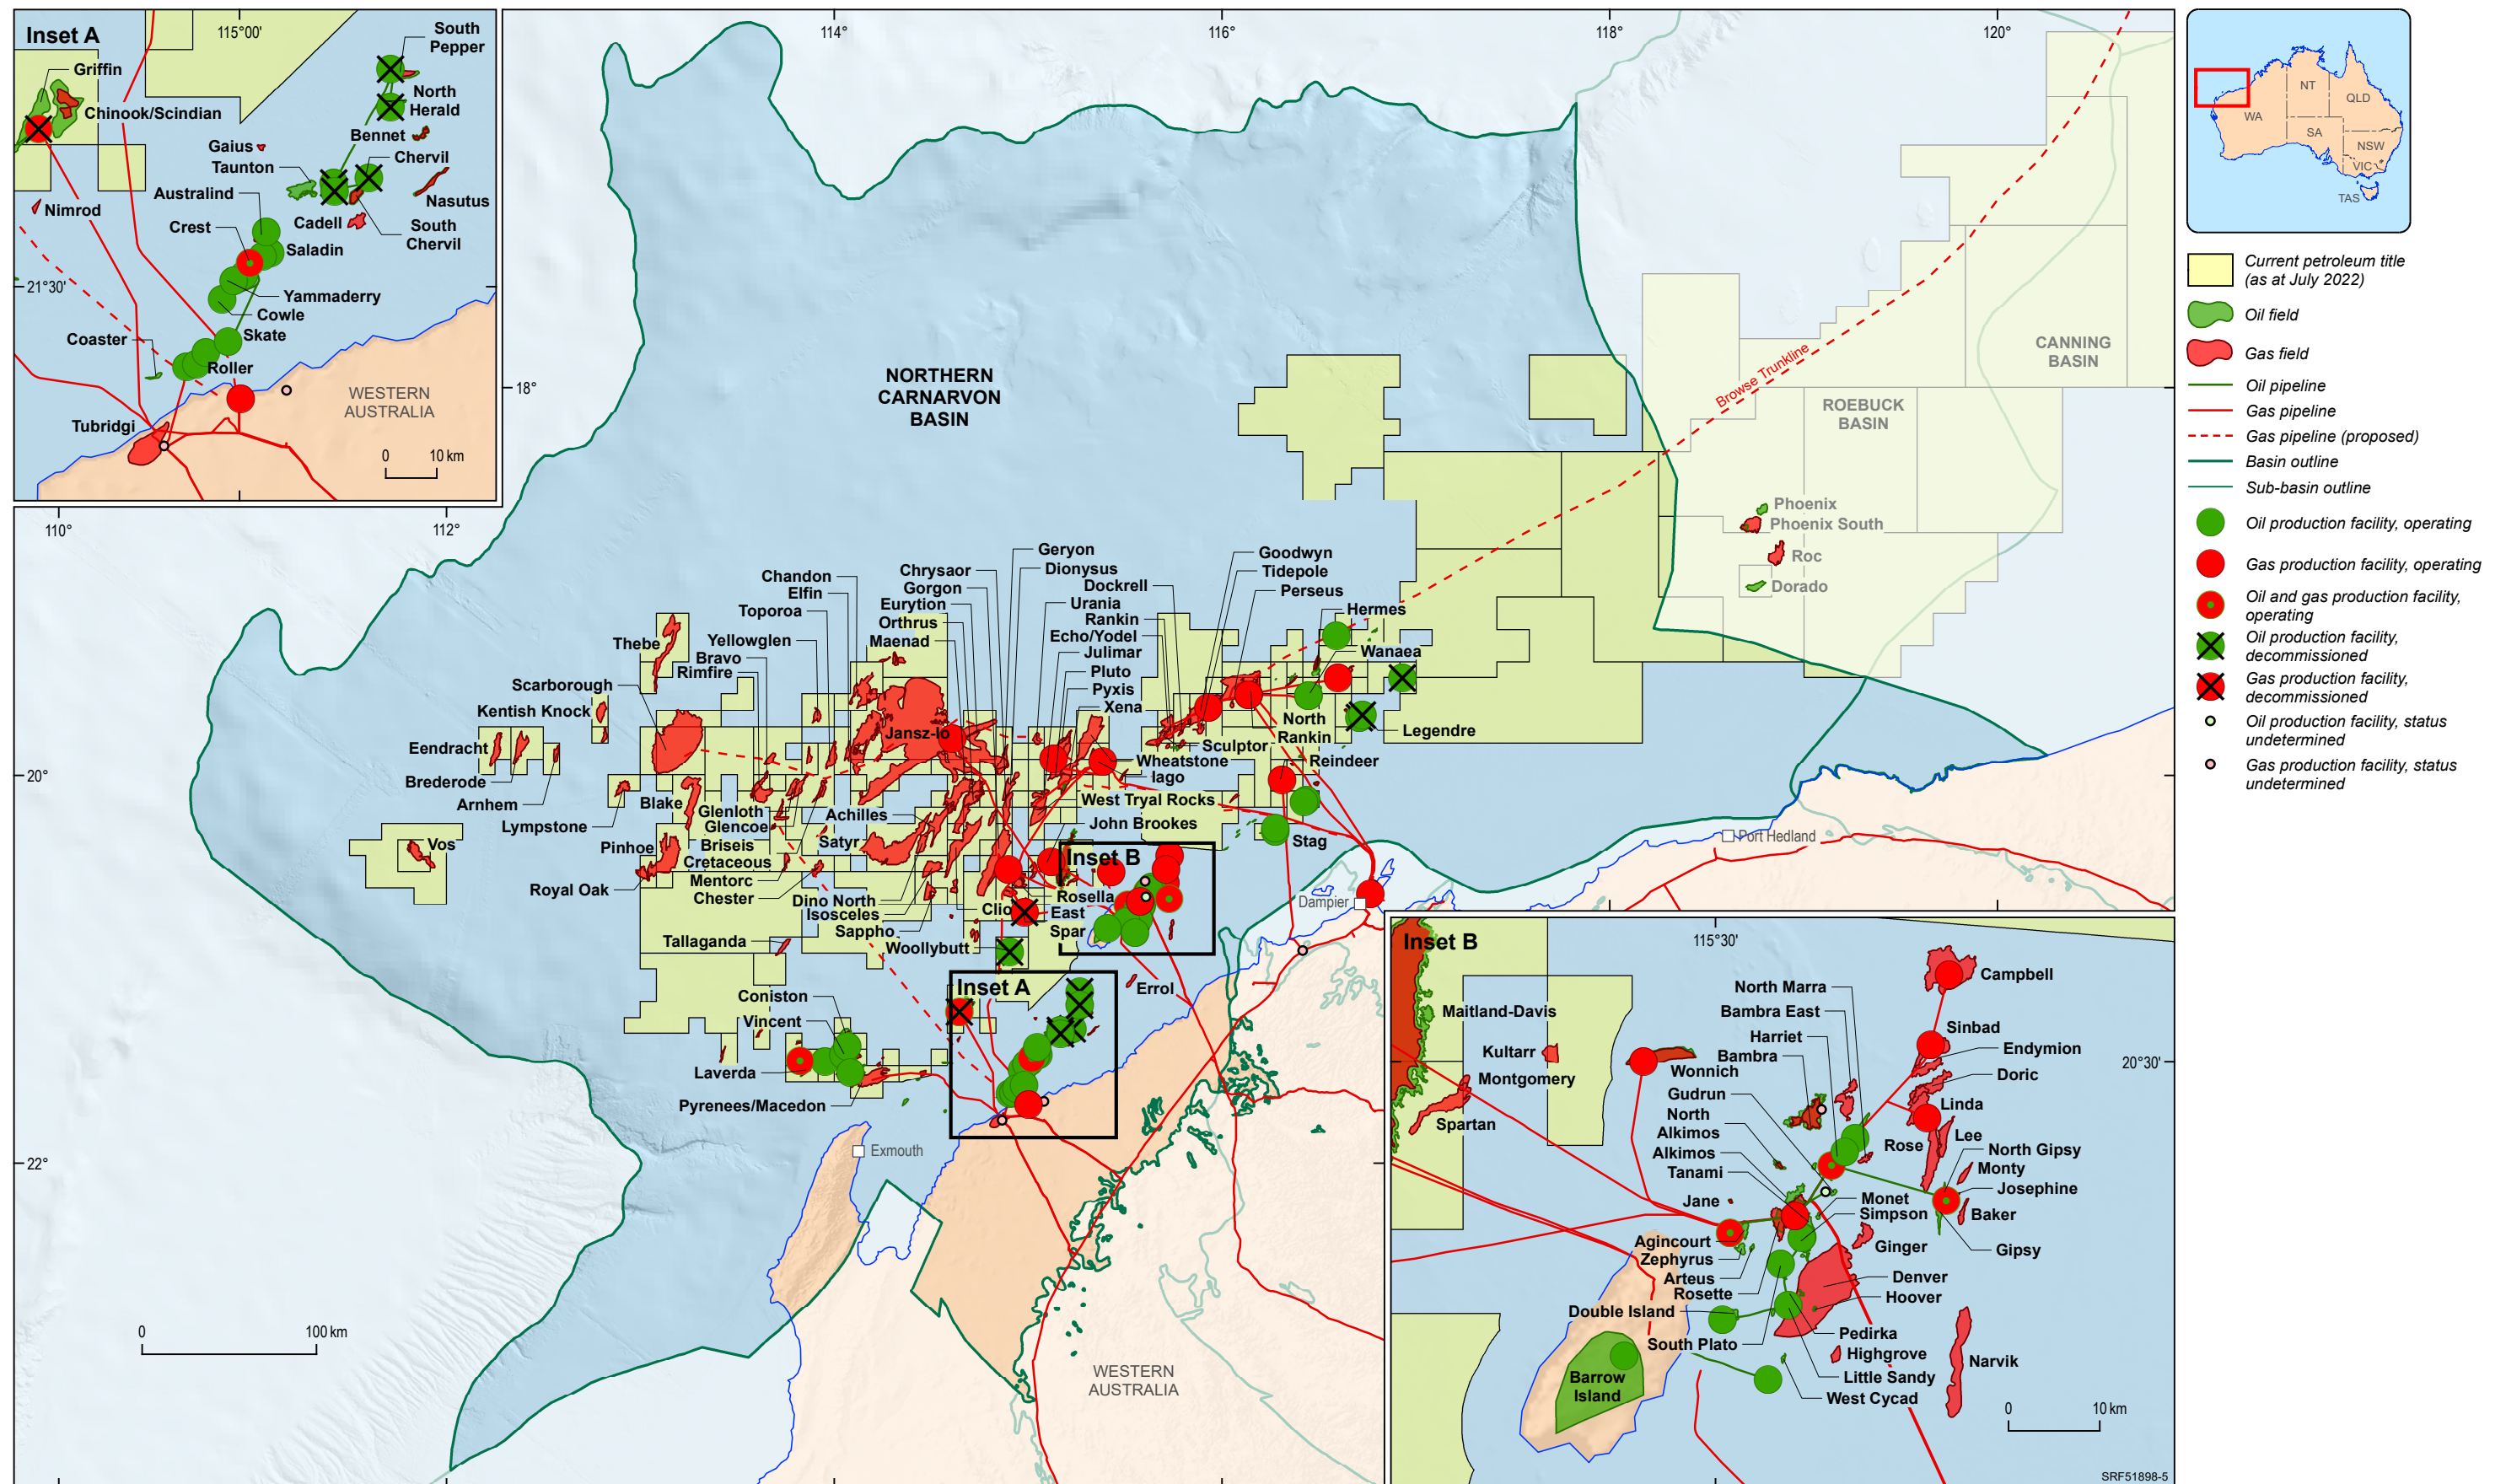 Inset A
115°00'
South
Pepper
Griffin
North
Herald
Chinook/Scindian
Bennet
Gaius
Chervil
Taunton
Australind
Nasutus
Nimrod
Cadell
South
Chervil
Crest
Saladin
21°30'
Yammaderry
Cowle
Skate
Coaster
Roller
WESTERN
AUSTRALIA
Tubridgi
0 10 km
114°
116°
118°
120°
110°
112°
18°
20°
22°
NORTHERN
CARNARVON
BASIN
Browse Trunkline
CANNING
BASIN
ROEBUCK
BASIN
Phoenix
Phoenix South
Roc
Dorado
Geryon
Dionysus
Chrysaor
Gorgon
Eurytion
Orthrus
Maenad
Chandon
Elfin
Toporoa
Yellowglen
Bravo
Rimfire
Thebe
Scarborough
Kentish Knock
Eendracht
Brederode
Arnhem
Lympstone
Vos
Goodwyn
Tidepole
Perseus
Dockrell
Urania
Rankin
Echo/Yodel
Julimar
Pluto
Pyxis
Xena
Hermes
Wanaea
North
Rankin
Legendre
Sculptor
Reindeer
Wheatstone
Iago
West Tryal Rocks
John Brookes
Stag
Jansz-Io
Blake
Glenloth
Glencoe
Achilles
Briseis
Satyr
Cretaceous
Pinhoe
Royal Oak
Mentorc
Chester
Dino North
Isosceles
Sappho
Clio
Rosella
East
Spar
Woollybutt
Tallaganda
Inset B
Inset A
Errol
Coniston
Vincent
Laverda
Pyrenees/Macedon
Exmouth
Dampier
Port Hedland
0 100 km
WESTERN
AUSTRALIA
Inset B
115°30'
20°30'
Campbell
North Marra
Bambra East
Harriet
Bambra
Gudrun
North
Alkimos
Alkimos
Tanami
Jane
Maitland-Davis
Kultarr
Montgomery
Spartan
Wonnich
Sinbad
Endymion
Doric
Linda
Rose
Lee
North Gipsy
Monty
Josephine
Baker
Gipsy
Monet
Simpson
Ginger
Agincourt
Zephyrus
Arteus
Rosette
Double Island
South Plato
Denver
Hoover
Pedirka
Highgrove
Little Sandy
West Cycad
Narvik
Barrow
Island
0 10 km
SRF51898-5
NT
QLD
WA
SA
NSW
VIC
TAS
Current petroleum title
(as at July 2022)
Oil field
Gas field
Oil pipeline
Gas pipeline
Gas pipeline (proposed)
Basin outline
Sub-basin outline
Oil production facility, operating
Gas production facility, operating
Oil and gas production facility,
operating
Oil production facility,
decommissioned
Gas production facility,
decommissioned
Oil production facility, status
undetermined
Gas production facility, status
undetermined